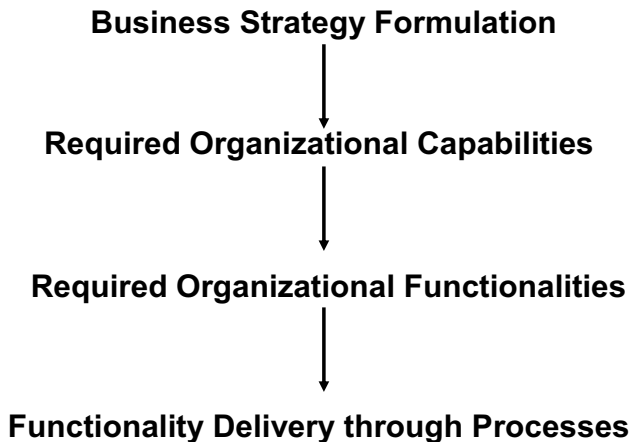 Business Strategy Formulation
Required Organizational Capabilities
Required Organizational Functionalities
Functionality Delivery through Processes